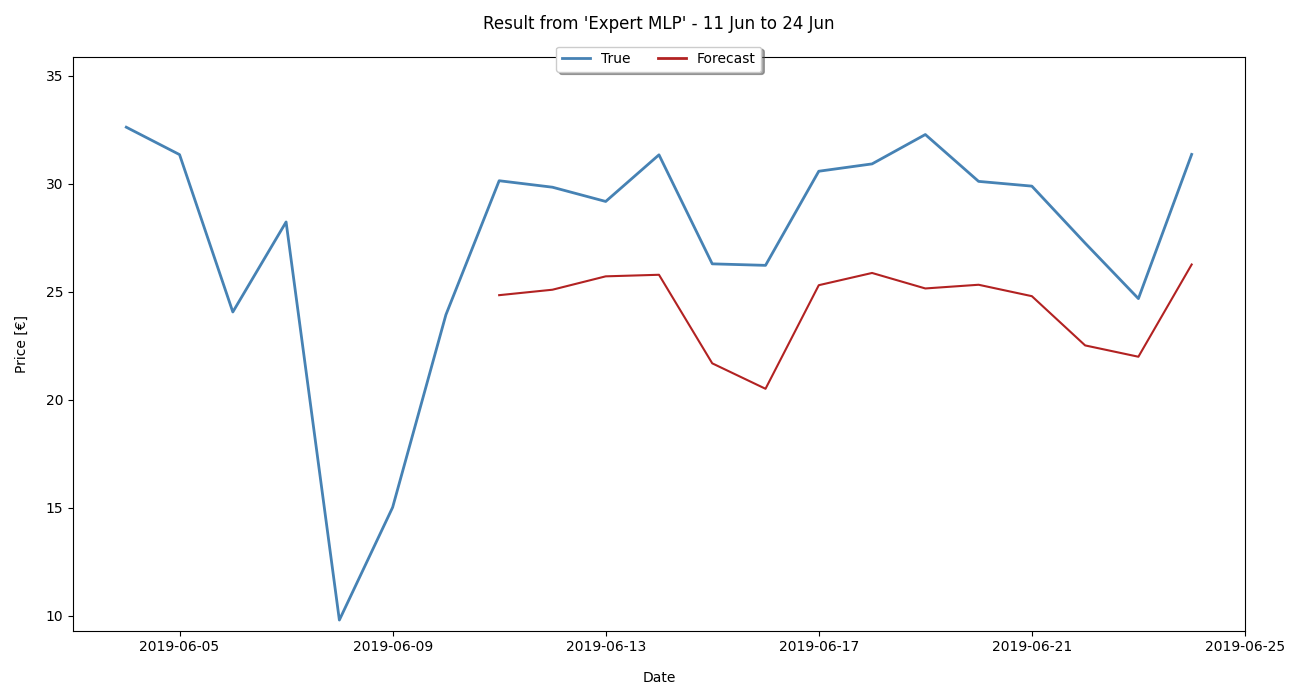 Result from 'Expert MLP' - 11 Jun to 24 Jun
True Forecast
35
30
25
20
15
10
Price [€]
2019-06-05 2019-06-09 2019-06-13 2019-06-17 2019-06-21 2019-06-25
Date